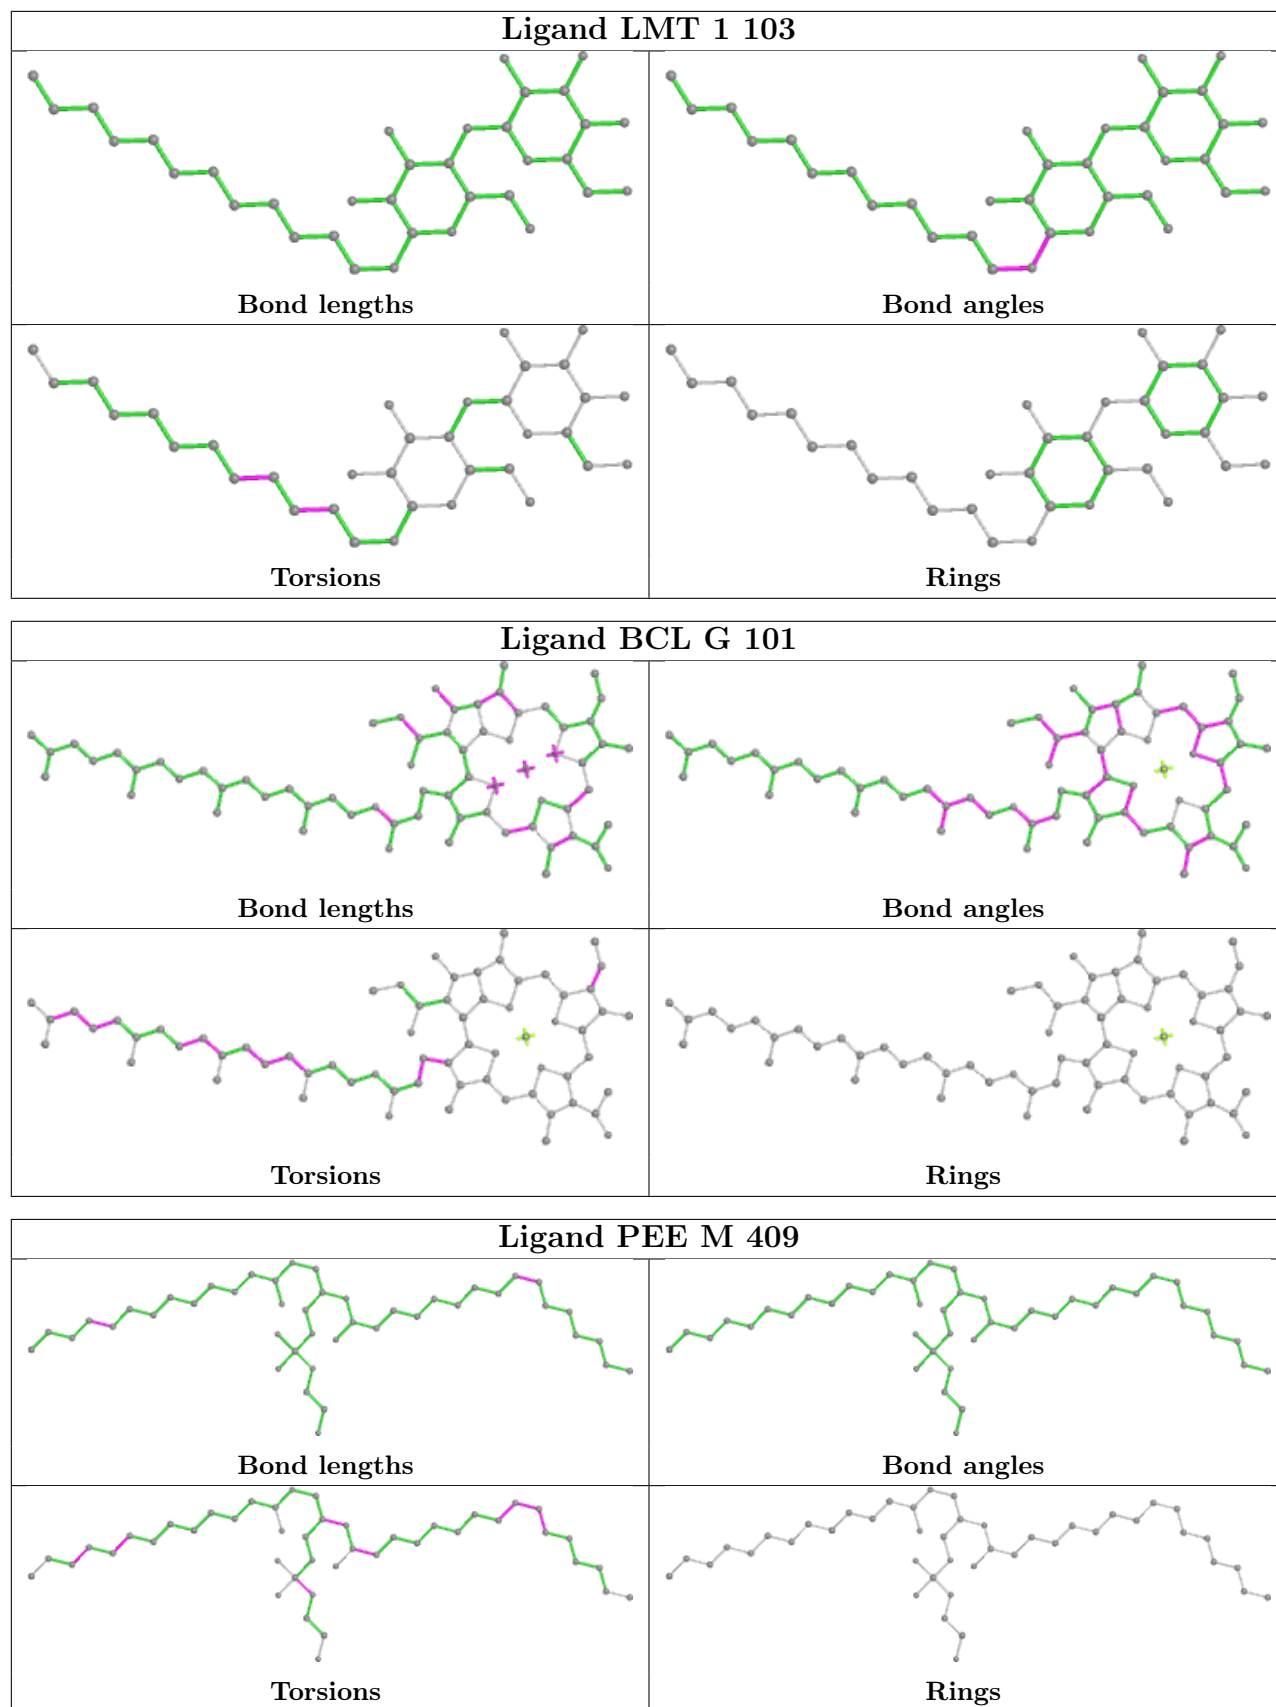 Ligand LMT 1 103
Bond lengths
Bond angles
Torsions
Rings
Ligand BCL G 101
Bond lengths
Bond angles
Torsions
Rings
Ligand PEE M 409
Bond lengths
Bond angles
Torsions
Rings